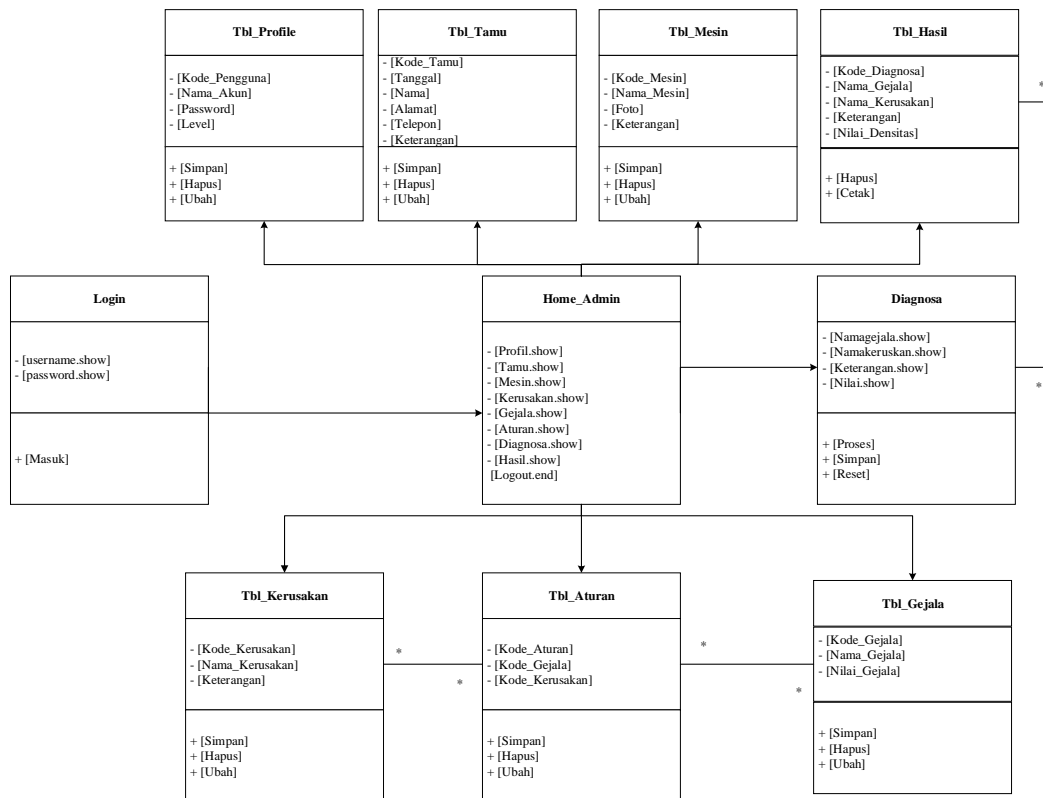 Tbl_Profile
- [Kode_Pengguna]
- [Nama_Akun]
- [Password]
- [Level]
+ [Simpan]
+ [Hapus]
+ [Ubah]
Tbl_Tamu
- [Kode_Tamu]
- [Tanggal]
- [Nama]
- [Alamat]
- [Telepon]
- [Keterangan]
+ [Simpan]
+ [Hapus]
+ [Ubah]
Tbl_Mesin
- [Kode_Mesin]
- [Nama_Mesin]
- [Foto]
- [Keterangan]
+ [Simpan]
+ [Hapus]
+ [Ubah]
Tbl_Hasil
- [Kode_Diagnosa]
- [Nama_Gejala]
- [Nama_Kerusakan]
- [Keterangan]
- [Nilai_Densitas]
+ [Hapus]
+ [Cetak]
*
Login
- [username.show]
- [password.show]
+ [Masuk]
Home_Admin
- [Profil.show]
- [Tamu.show]
- [Mesin.show]
- [Kerusakan.show]
- [Gejala.show]
- [Aturan.show]
- [Diagnosa.show]
- [Hasil.show]
[Logout.end]
Diagnosa
- [Namagejala.show]
- [Namakeruskan.show]
- [Keterangan.show]
- [Nilai.show]
+ [Proses]
+ [Simpan]
+ [Reset]
*
Tbl_Kerusakan
- [Kode_Kerusakan]
- [Nama_Kerusakan]
- [Keterangan]
+ [Simpan]
+ [Hapus]
+ [Ubah]
*
*
Tbl_Aturan
- [Kode_Aturan]
- [Kode_Gejala]
- [Kode_Kerusakan]
+ [Simpan]
+ [Hapus]
+ [Ubah]
*
*
Tbl_Gejala
- [Kode_Gejala]
- [Nama_Gejala]
- [Nilai_Gejala]
+ [Simpan]
+ [Hapus]
+ [Ubah]